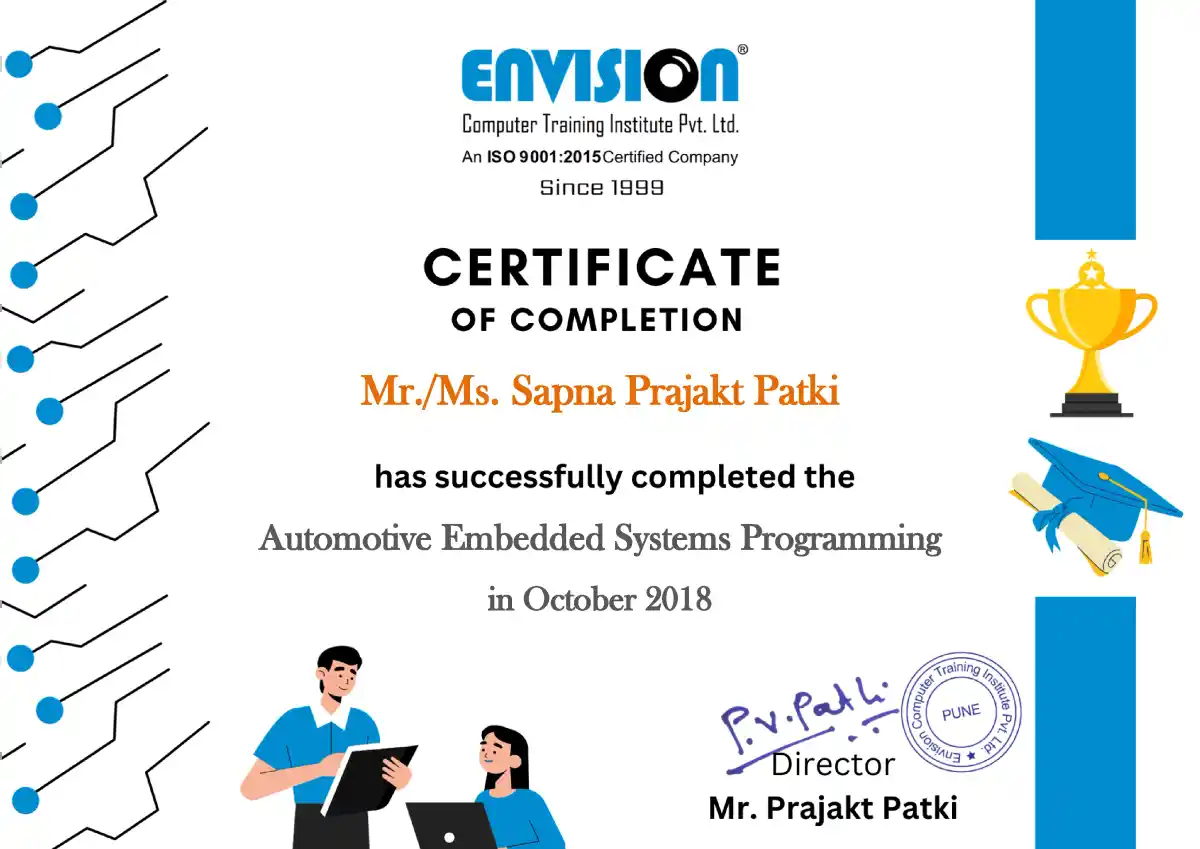 ENVISION®
Computer Training Institute Pvt. Ltd.
An ISO 9001:2015 Certified Company
Since 1999
CERTIFICATE
OF COMPLETION
Mr./Ms. Sapna Prajakt Patki
has successfully completed the
Automotive Embedded Systems Programming
in October 2018
P.V.Patki
Envision Computer Training Institute Pvt. Ltd. ★
PUNE
Director
Mr. Prajakt Patki